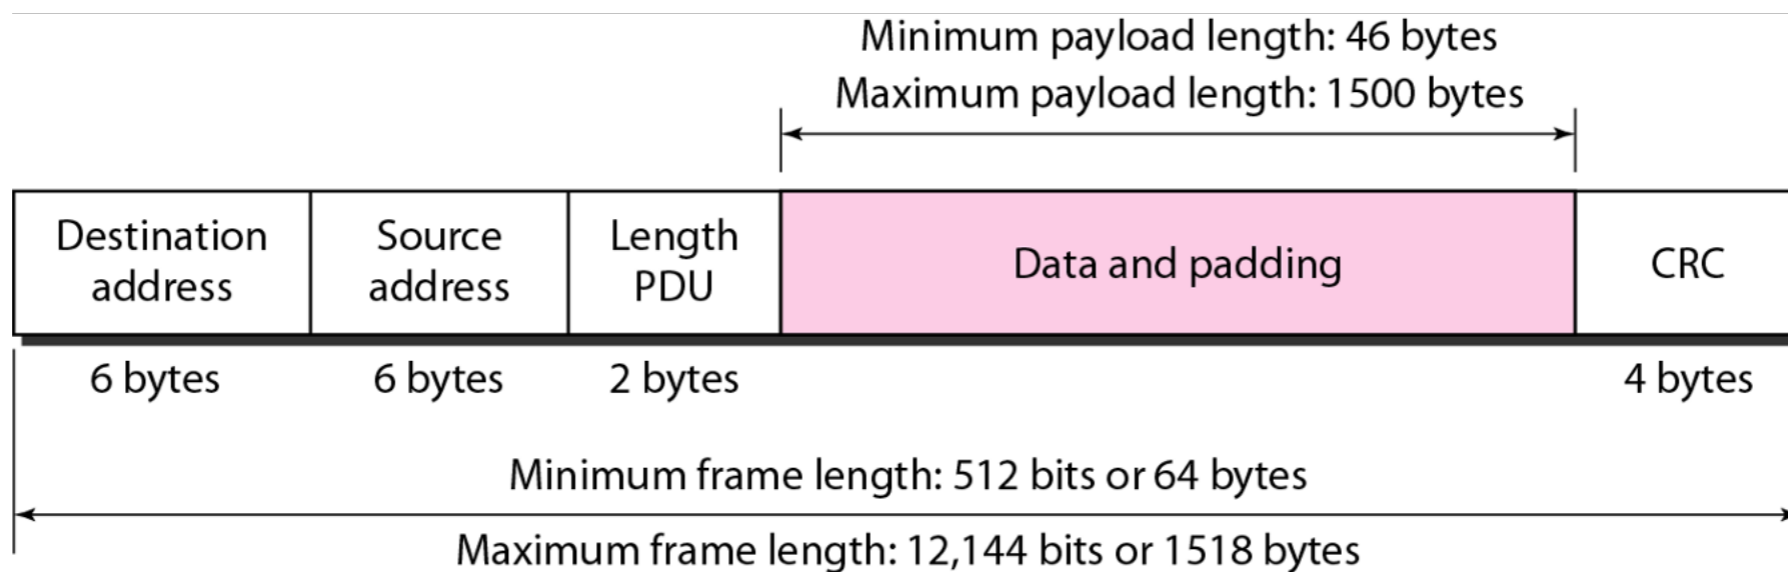 Minimum payload length: 46 bytes
Maximum payload length: 1500 bytes
Destination
address
Source
address
Length
PDU
Data and padding
CRC
6 bytes
6 bytes
2 bytes
4 bytes
Minimum frame length: 512 bits or 64 bytes
Maximum frame length: 12,144 bits or 1518 bytes